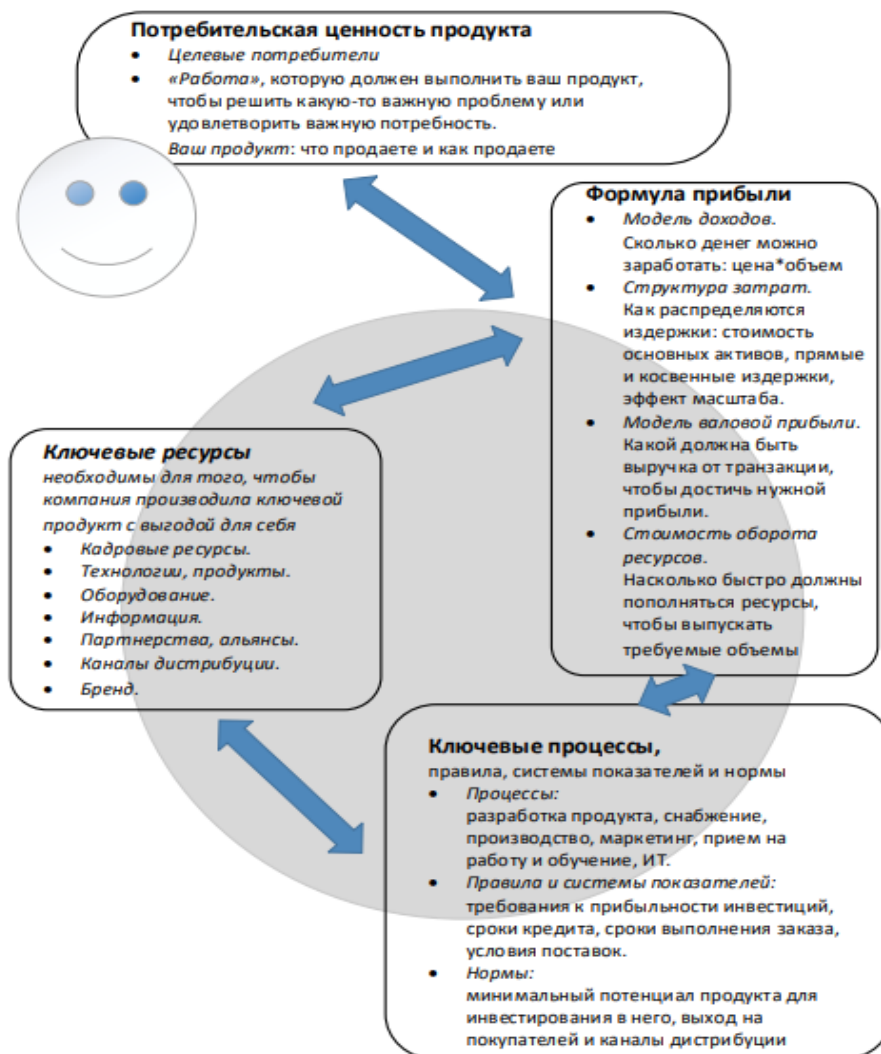 Потребительская ценность продукта
• Целевые потребители
• «Работа», которую должен выполнить ваш продукт,
чтобы решить какую-то важную проблему или
удовлетворить важную потребность.
Ваш продукт: что продаете и как продаете
Формула прибыли
• Модель доходов.
Сколько денег можно
заработать: цена*объем
• Структура затрат.
Как распределяются
издержки: стоимость
основных активов, прямые
и косвенные издержки,
эффект масштаба.
• Модель валовой прибыли.
Какой должна быть
выручка от транзакции,
чтобы достичь нужной
прибыли.
• Стоимость оборота
ресурсов.
Насколько быстро должны
пополняться ресурсы,
чтобы выпускать
требуемые объемы
Ключевые ресурсы
необходимы для того, чтобы
компания производила ключевой
продукт с выгодой для себя
• Кадровые ресурсы.
• Технологии, продукты.
• Оборудование.
• Информация.
• Партнерства, альянсы.
• Каналы дистрибуции.
• Бренд.
Ключевые процессы,
правила, системы показателей и нормы
• Процессы:
разработка продукта, снабжение,
производство, маркетинг, прием на
работу и обучение, ИТ.
• Правила и системы показателей:
требования к прибыльности инвестиций,
сроки кредита, сроки выполнения заказа,
условия поставок.
• Нормы:
минимальный потенциал продукта для
инвестирования в него, выход на
покупателей и каналы дистрибуции